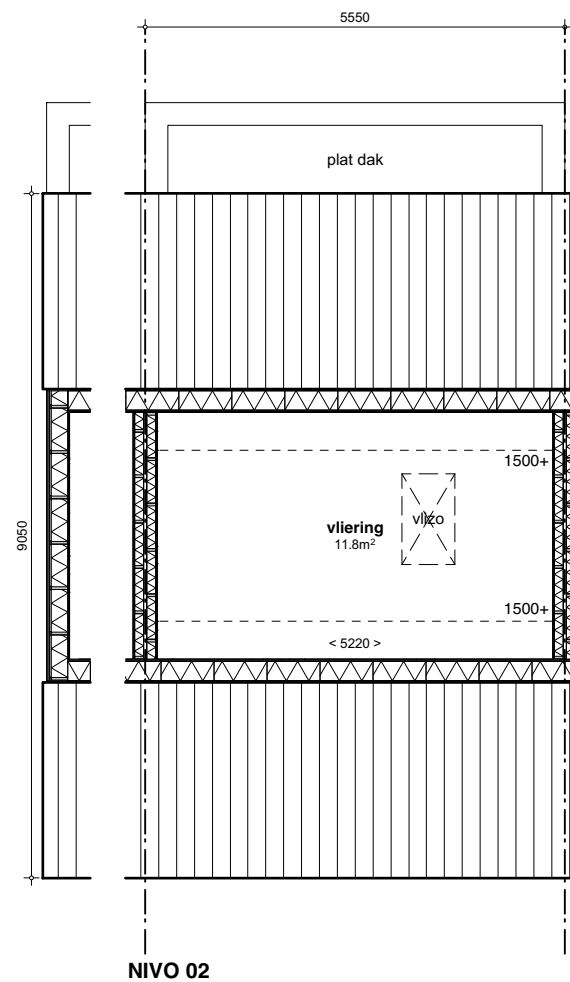 5550
plat dak
9050
1500+
vlizo
vliering
11.8m²
1500+
< 5220 >
NIVO 02